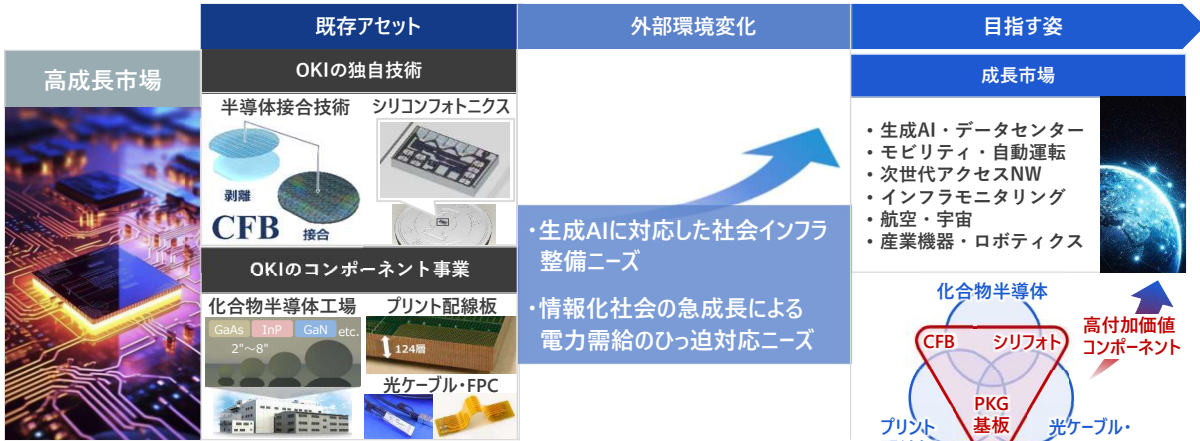 既存アセット
外部環境変化
目指す姿
高成長市場
OKIの独自技術
半導体接合技術
シリコンフォトニクス
剥離
CFB
接合
OKIのコンポーネント事業
化合物半導体工場
GaAs
InP
GaN
etc.
2"~8"
プリント配線板
124層
光ケーブル・FPC
・生成AIに対応した社会インフラ
整備ニーズ
・情報化社会の急成長による
電力需給のひっ迫対応ニーズ
成長市場
・生成AI・データセンター
・モビリティ・自動運転
・次世代アクセスNW
・インフラモニタリング
・航空・宇宙
・産業機器・ロボティクス
化合物半導体
CFB
シリフォト
高付加価値
コンポーネント
PKG
基板
プリント
光ケーブル・